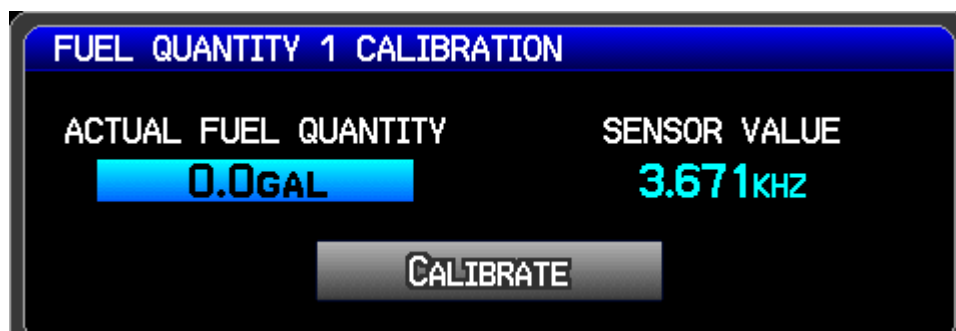 FUEL QUANTITY 1 CALIBRATION
ACTUAL FUEL QUANTITY SENSOR VALUE
0.0GAL 3.671KHZ
CALIBRATE